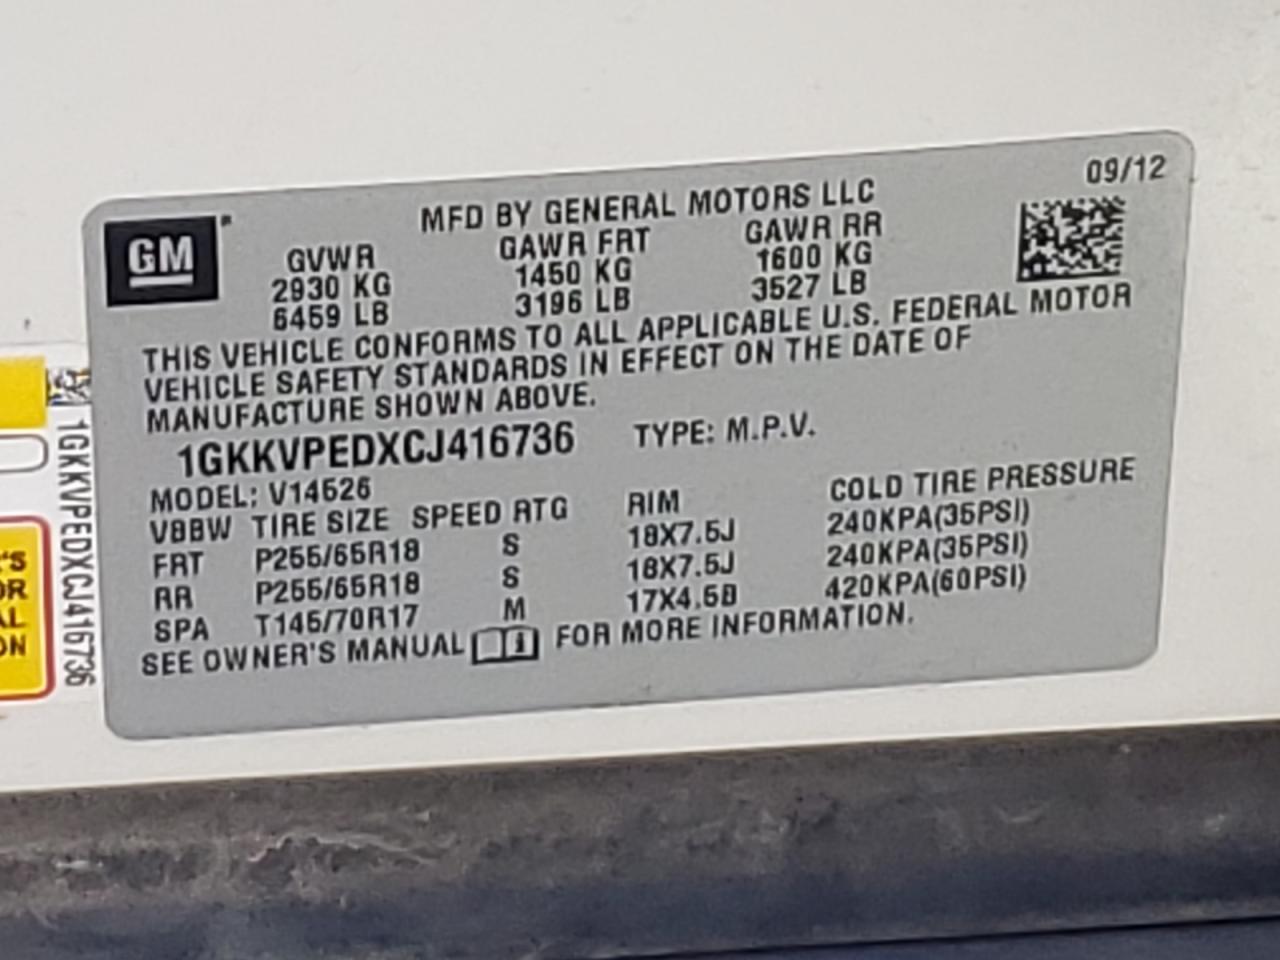 09/12
GM
MFD BY GENERAL MOTORS LLC
GVWR GAWR FRT GAWR RR
2930 KG 1450 KG 1600 KG
6459 LB 3196 LB 3527 LB
THIS VEHICLE CONFORMS TO ALL APPLICABLE U.S. FEDERAL MOTOR
VEHICLE SAFETY STANDARDS IN EFFECT ON THE DATE OF
MANUFACTURE SHOWN ABOVE.
1GKKVPEDXCJ416736 TYPE: M.P.V.
MODEL: V14526
VBBW TIRE SIZE SPEED RTG RIM COLD TIRE PRESSURE
FRT P255/65R18 S 18X7.5J 240KPA(35PSI)
RR P255/65R18 S 18X7.5J 240KPA(35PSI)
SPA T145/70R17 M 17X4.5B 420KPA(60PSI)
SEE OWNER'S MANUAL i FOR MORE INFORMATION.
1GKKVPEDXCJ416736
'S
OR
AL
ON